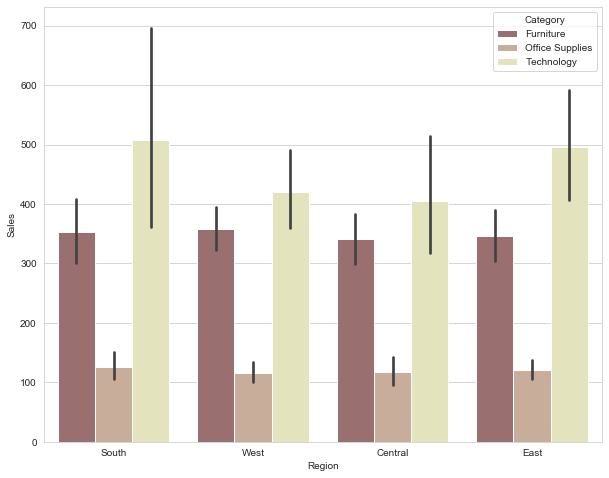 Category
Furniture
Office Supplies
Technology
700
600
500
400
300
200
100
0
Sales
South
West
Central
East
Region